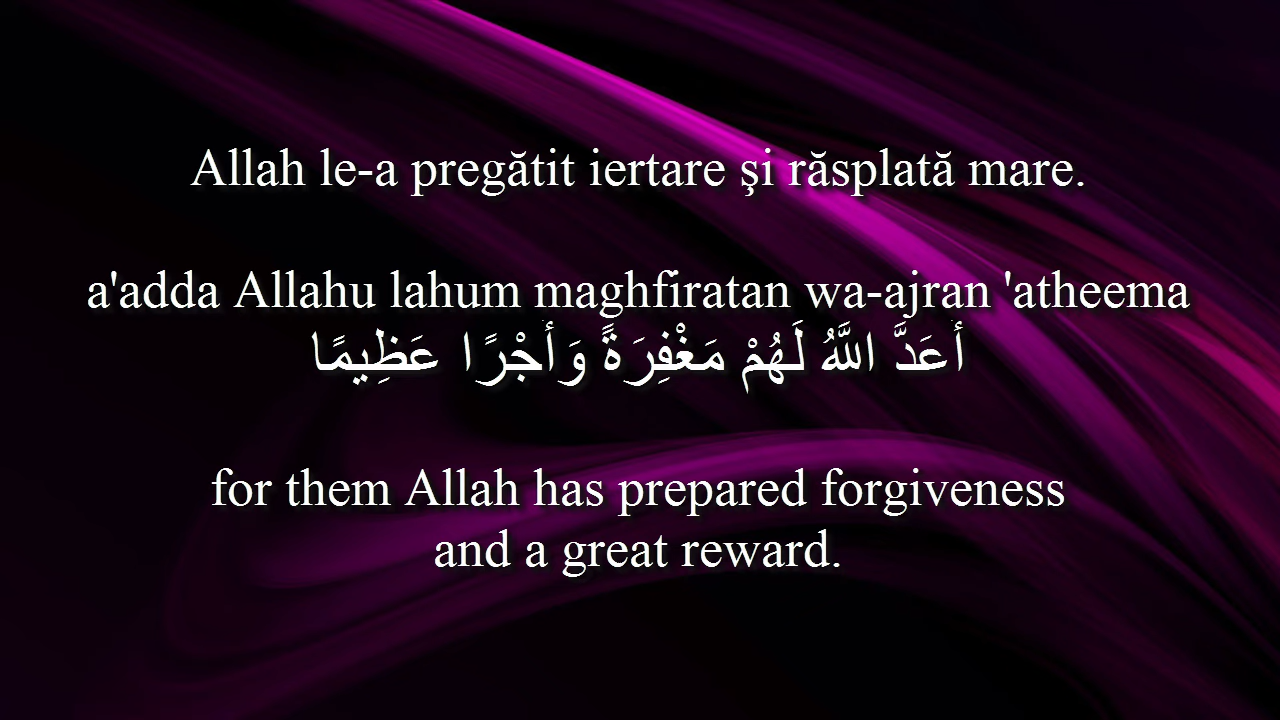 Allah le-a pregătit iertare şi răsplată mare.
a'adda Allahu lahum maghfiratan wa-ajran 'atheema
أَعَدَّ اللَّهُ لَهُمْ مَغْفِرَةً وَأَجْرًا عَظِيمًا
for them Allah has prepared forgiveness
and a great reward.